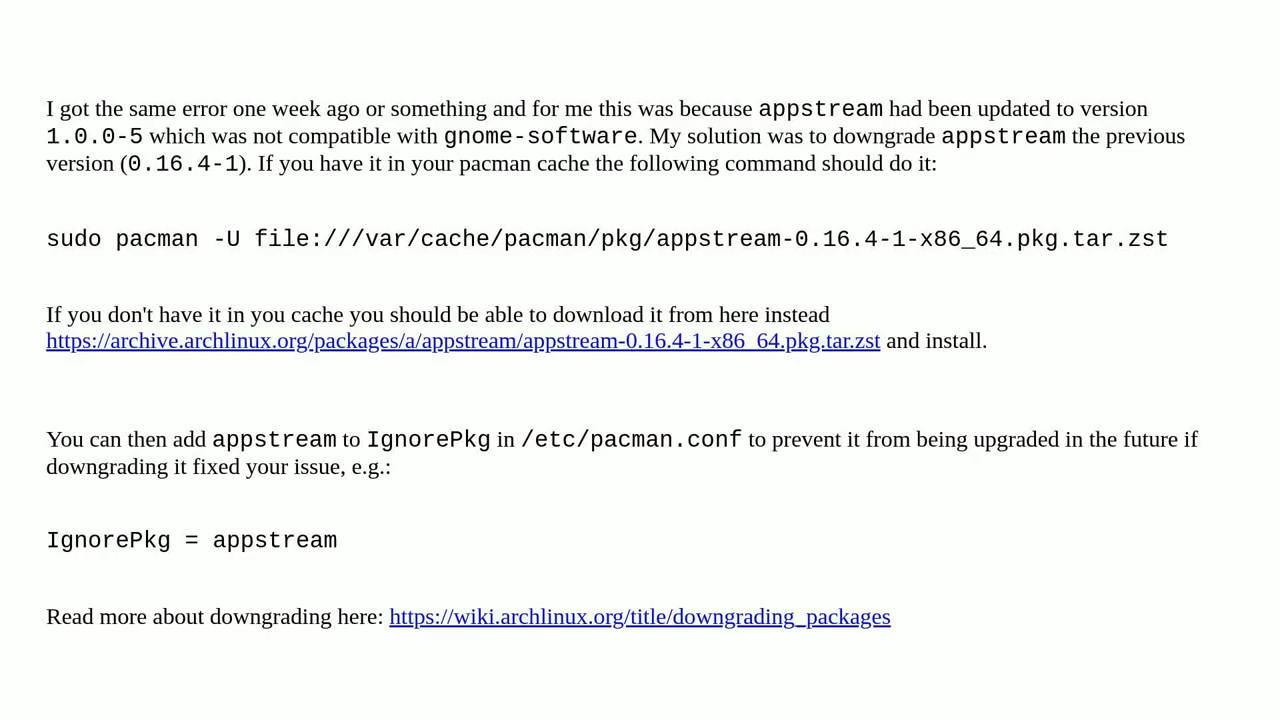 I got the same error one week ago or something and for me this was because appstream had been updated to version
1.0.0-5 which was not compatible with gnome-software. My solution was to downgrade appstream the previous
version (0.16.4-1). If you have it in your pacman cache the following command should do it:
sudo pacman -U file:///var/cache/pacman/pkg/appstream-0.16.4-1-x86_64.pkg.tar.zst
If you don't have it in you cache you should be able to download it from here instead
https://archive.archlinux.org/packages/a/appstream/appstream-0.16.4-1-x86_64.pkg.tar.zst and install.
You can then add appstream to IgnorePkg in /etc/pacman.conf to prevent it from being upgraded in the future if
downgrading it fixed your issue, e.g.:
IgnorePkg = appstream
Read more about downgrading here: https://wiki.archlinux.org/title/downgrading_packages